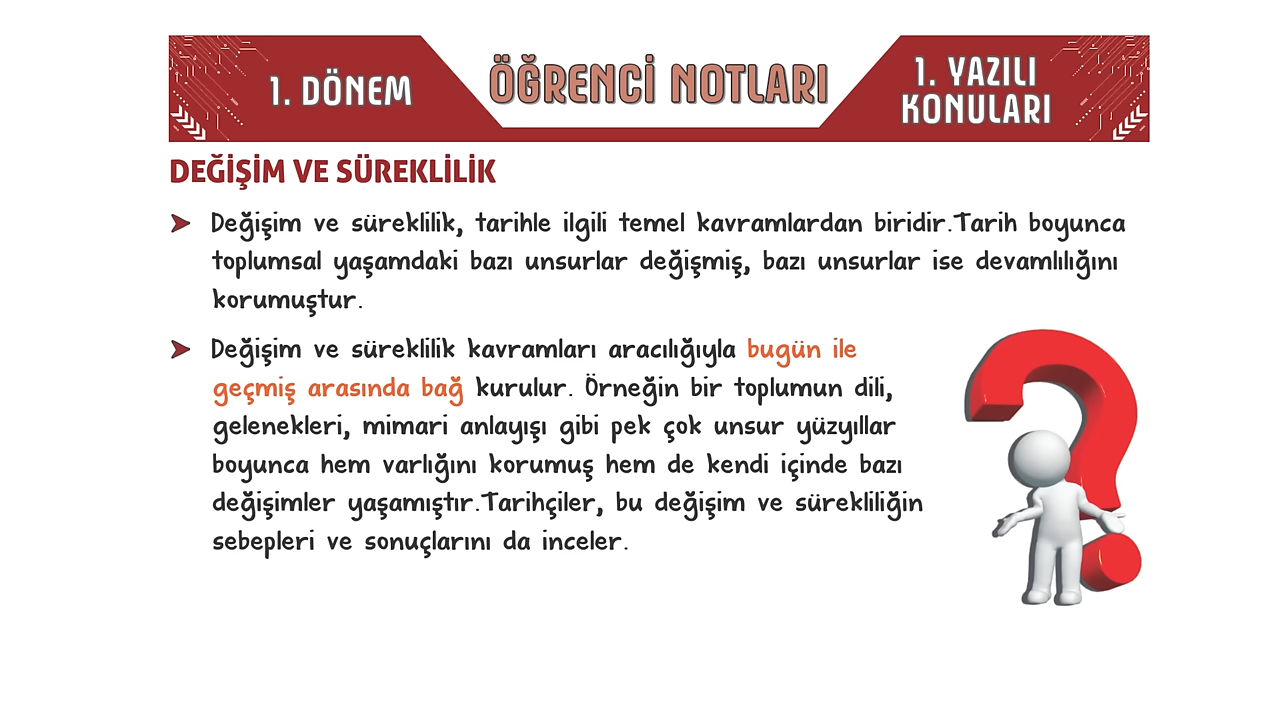 1. DÖNEM
ÖĞRENCİ NOTLARI
1. YAZILI
KONULARI
DEĞİŞİM VE SÜREKLİLİK
Değişim ve süreklilik, tarihle ilgili temel kavramlardan biridir.Tarih boyunca
toplumsal yaşamdaki bazı unsurlar değişmiş, bazı unsurlar ise devamlılığını
korumuştur.
Değişim ve süreklilik kavramları aracılığıyla bugün ile
geçmiş arasında bağ kurulur. Örneğin bir toplumun dili,
gelenekleri, mimari anlayışı gibi pek çok unsur yüzyıllar
boyunca hem varlığını korumuş hem de kendi içinde bazı
değişimler yaşamıştır.Tarihçiler, bu değişim ve sürekliliğin
sebepleri ve sonuçlarını da inceler.